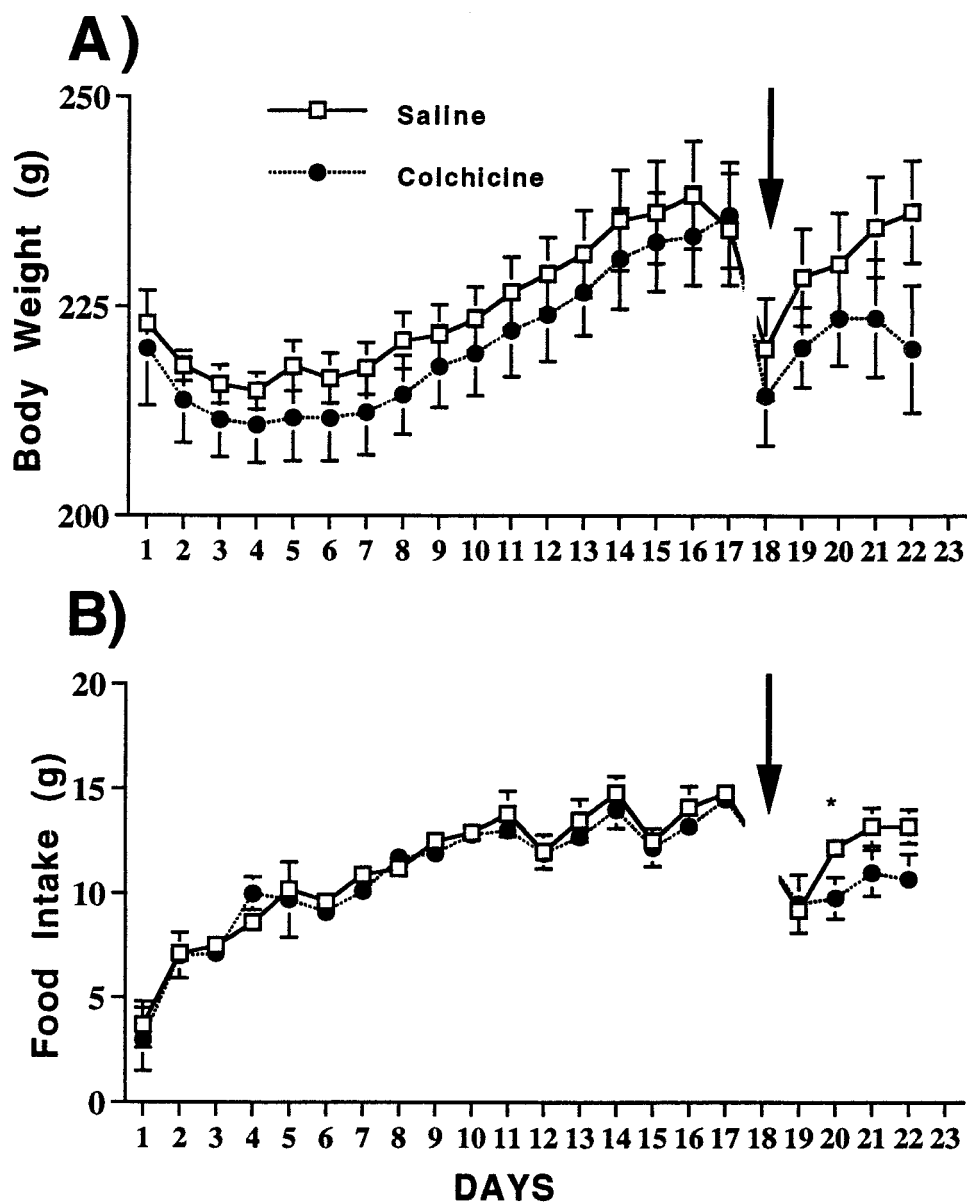 A)
250
Saline
Colchicine
Body Weight (g)
225
200
1 2 3 4 5 6 7 8 9 10 11 12 13 14 15 16 17 18 19 20 21 22 23
B)
20
15
*
Food Intake (g)
10
5
0
1 2 3 4 5 6 7 8 9 10 11 12 13 14 15 16 17 18 19 20 21 22 23
DAYS